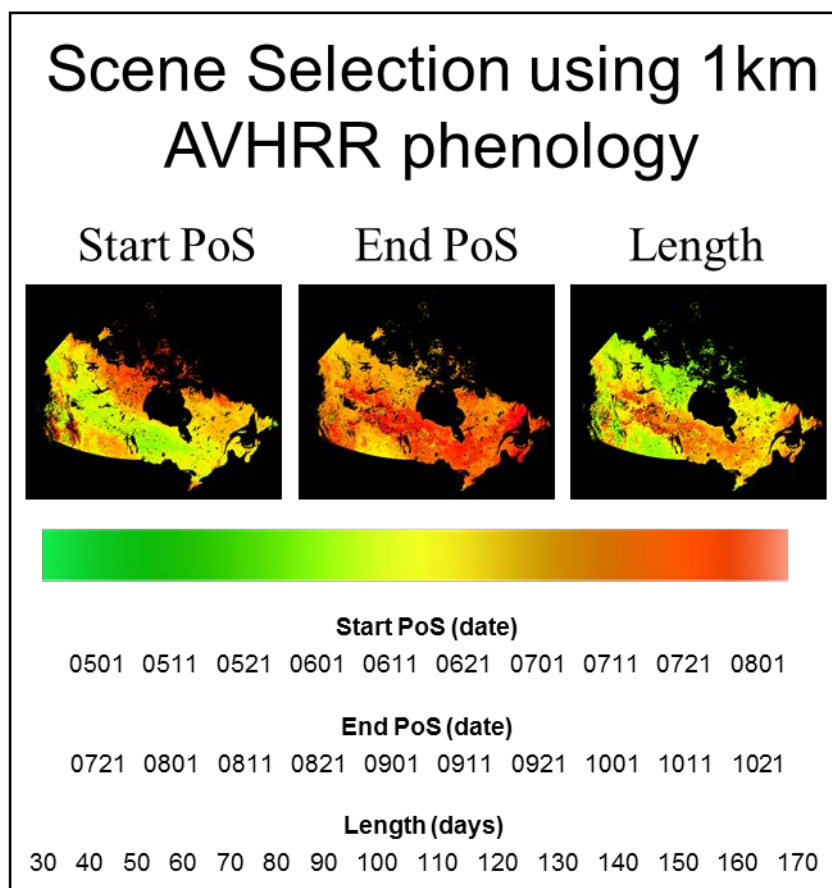 Scene Selection using 1km
AVHRR phenology
Start PoS End PoS Length
Start PoS (date)
0501 0511 0521 0601 0611 0621 0701 0711 0721 0801
End PoS (date)
0721 0801 0811 0821 0901 0911 0921 1001 1011 1021
Length (days)
30 40 50 60 70 80 90 100 110 120 130 140 150 160 170